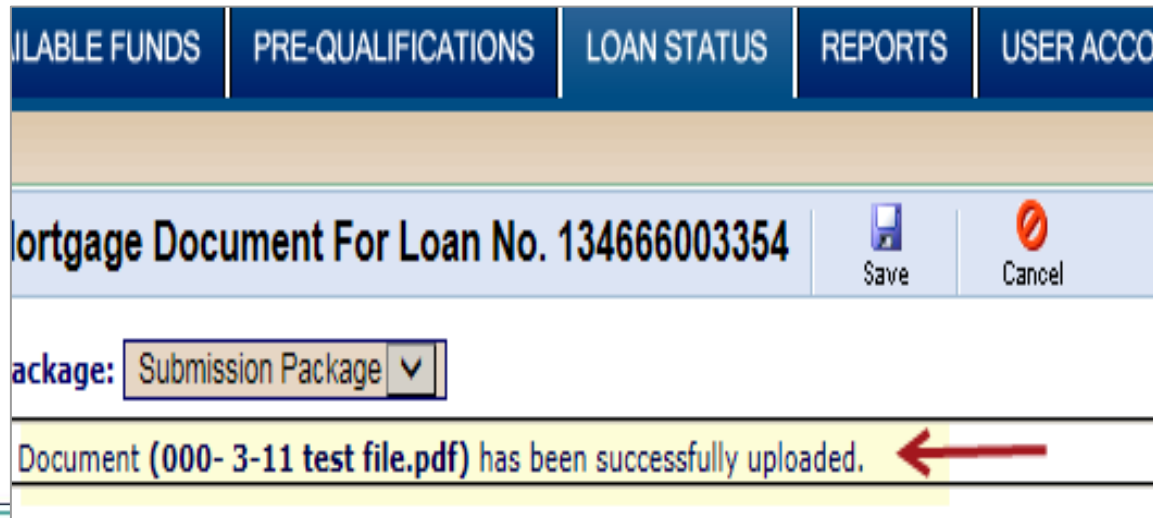 ILABLE FUNDS PRE-QUALIFICATIONS LOAN STATUS REPORTS USER ACCO
ortgage Document For Loan No. 134666003354 Save Cancel
ackage: Submission Package
Document (000- 3-11 test file.pdf) has been successfully uploaded.